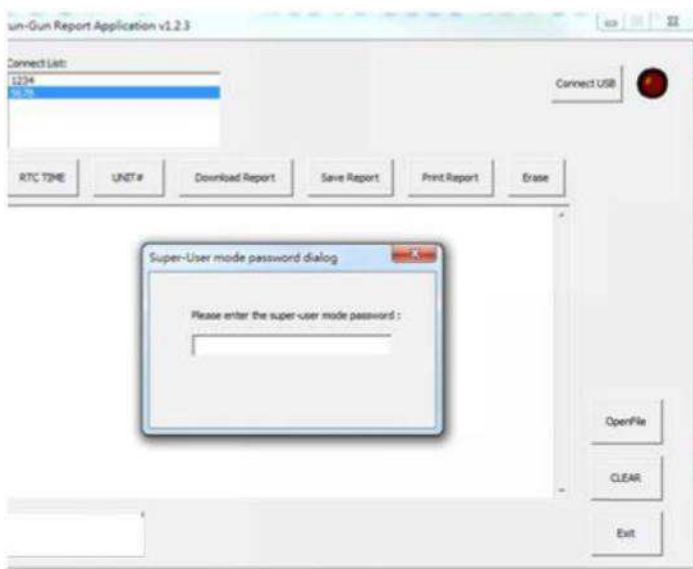 un-Gun Report Application v1.2.3
Connect List:
1234
5678
Connect USB
RTC TIME
UNIT #
Download Report
Save Report
Print Report
Erase
Super-User mode password dialog
Please enter the super-user mode password :
OpenFile
CLEAR
Exit